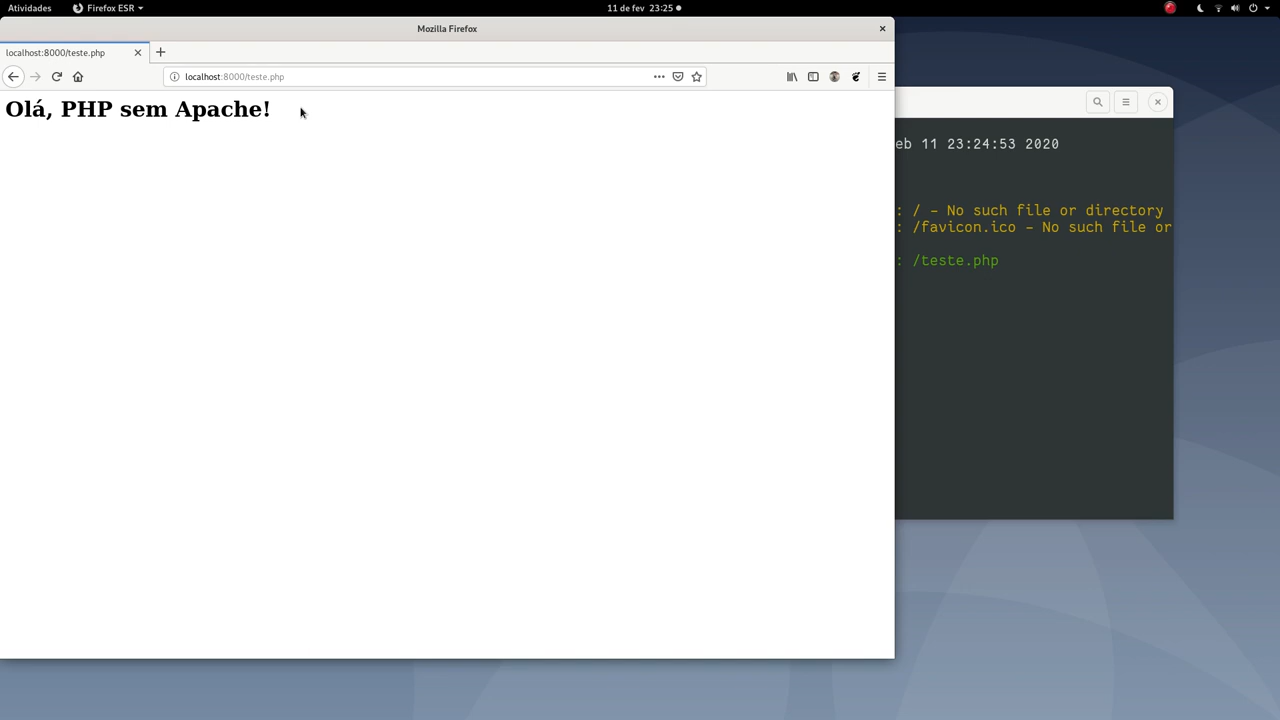 Atividades
Firefox ESR
11 de fev 23:25
Mozilla Firefox
localhost:8000/teste.php
localhost:8000/teste.php
Olá, PHP sem Apache!
eb 11 23:24:53 2020
: / – No such file or directory
: /favicon.ico – No such file or
: /teste.php